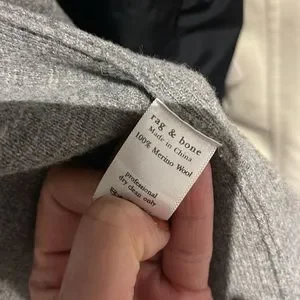 rag & bone
Made in China
100% Merino Wool
professional
dry clean only